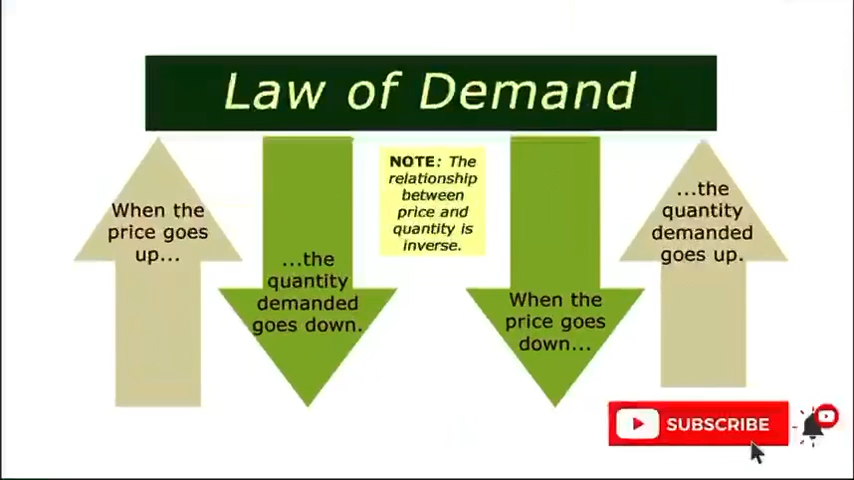 Law of Demand
When the
price goes
up...
...the
quantity
demanded
goes down.
NOTE: The
relationship
between
price and
quantity is
inverse.
When the
price goes
down...
...the
quantity
demanded
goes up.
SUBSCRIBE